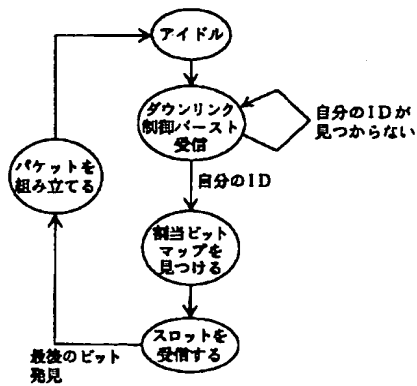 アイドル
ダウンリンク
制御バースト
受信
自分のIDが
見つからない
パケットを
組み立てる
自分のID
割当ビット
マップを
見つける
スロットを
受信する
最後のビット
発見